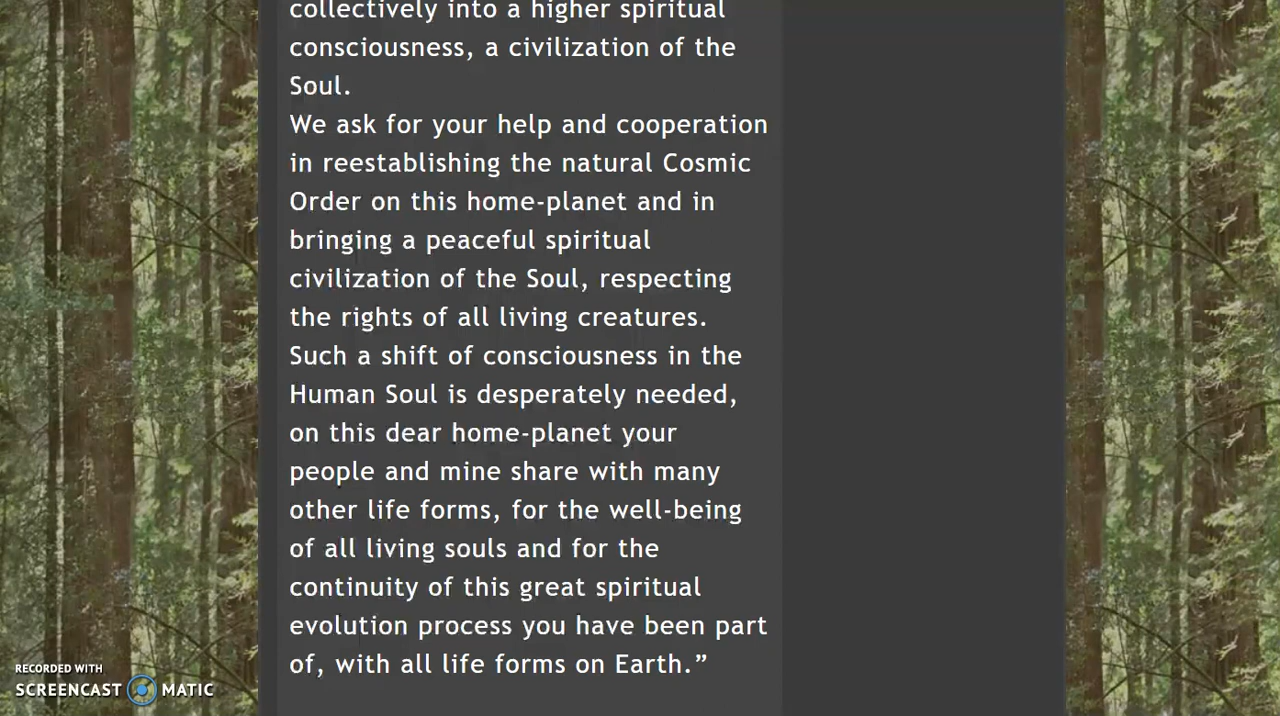 collectively into a higher spiritual
consciousness, a civilization of the
Soul.
We ask for your help and cooperation
in reestablishing the natural Cosmic
Order on this home-planet and in
bringing a peaceful spiritual
civilization of the Soul, respecting
the rights of all living creatures.
Such a shift of consciousness in the
Human Soul is desperately needed,
on this dear home-planet your
people and mine share with many
other life forms, for the well-being
of all living souls and for the
continuity of this great spiritual
evolution process you have been part
of, with all life forms on Earth.”
RECORDED WITH
SCREENCAST MATIC